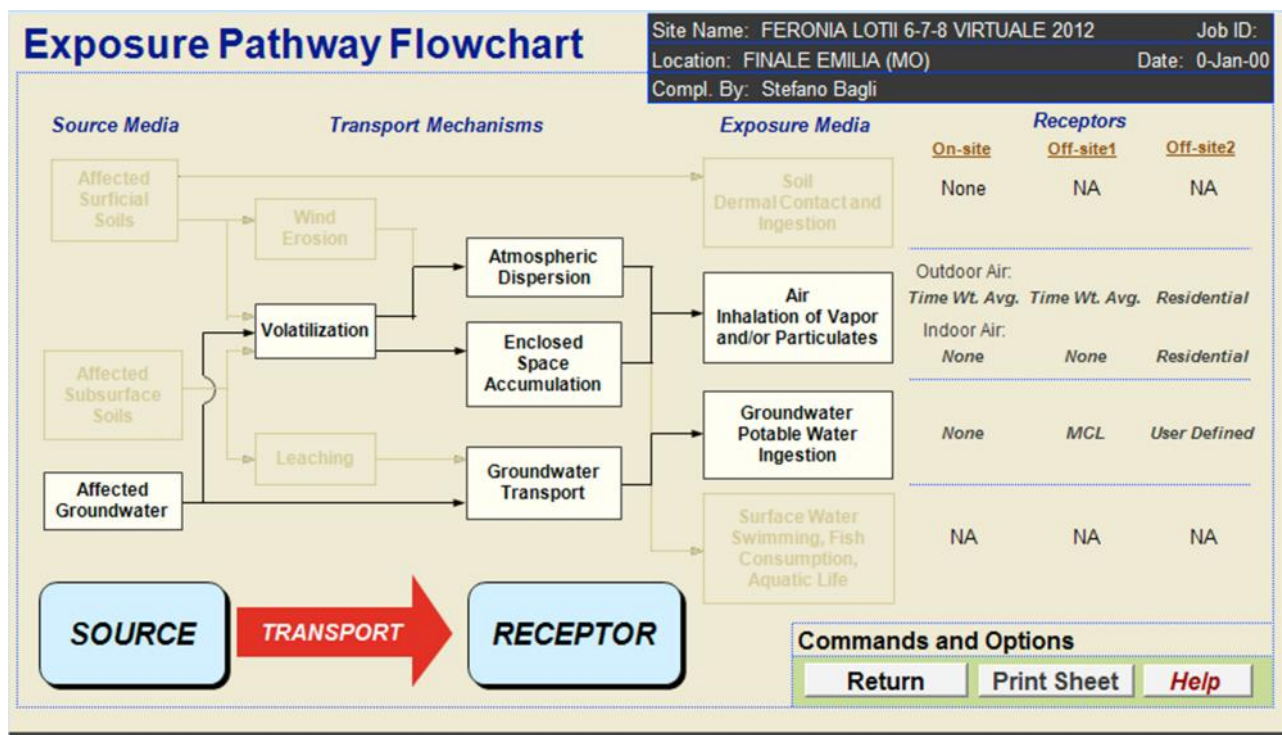 Exposure Pathway Flowchart
Site Name: FERONIA LOTII 6-7-8 VIRTUALE 2012 Job ID:
Location: FINALE EMILIA (MO) Date: 0-Jan-00
Compl. By: Stefano Bagli
Source Media Transport Mechanisms Exposure Media Receptors
On-site Off-site1 Off-site2
Affected
Surficial
Soils
Wind
Erosion
Soil
Dermal Contact and
Ingestion
None NA NA
Atmospheric
Dispersion
Volatilization
Enclosed
Space
Accumulation
Air
Inhalation of Vapor
and/or Particulates
Outdoor Air:
Time Wt. Avg. Time Wt. Avg. Residential
Indoor Air:
None None Residential
Affected
Subsurface
Soils
Leaching
Groundwater
Potable Water
Ingestion
None MCL User Defined
Affected
Groundwater
Groundwater
Transport
Surface Water
Swimming, Fish
Consumption,
Aquatic Life
NA NA NA
SOURCE TRANSPORT RECEPTOR
Commands and Options
Return Print Sheet Help